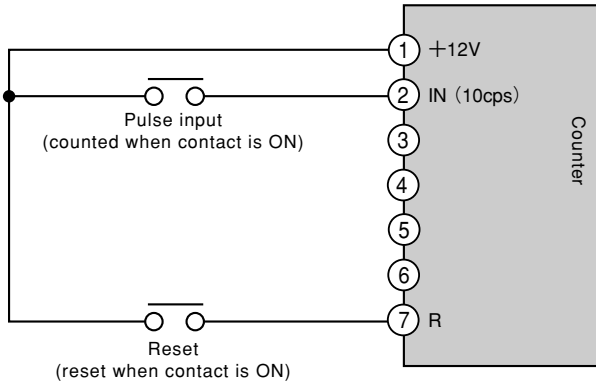 1 +12V
2 IN (10cps)
Pulse input
(counted when contact is ON)
3
4
5
6
7 R
Reset
(reset when contact is ON)
Counter